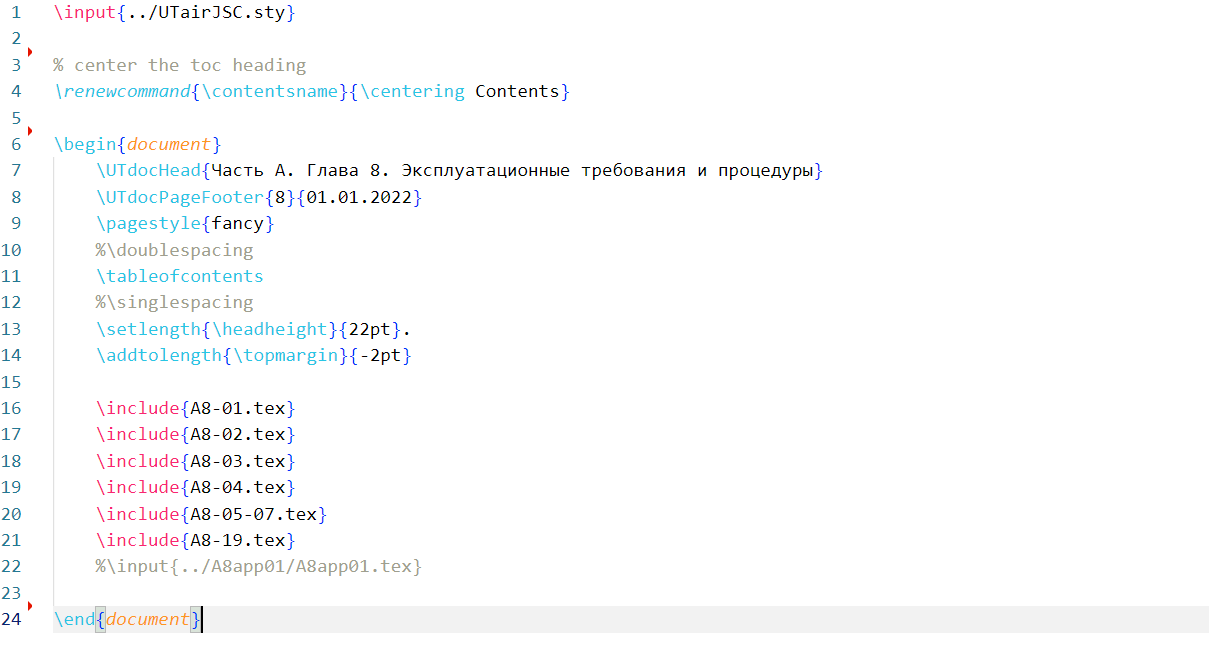 1 \input{../UTairJSC.sty}
2
3 % center the toc heading
4 \renewcommand{\contentsname}{\centering Contents}
5
6 \begin{document}
7 \UTdocHead{Часть А. Глава 8. Эксплуатационные требования и процедуры}
8 \UTdocPageFooter{8}{01.01.2022}
9 \pagestyle{fancy}
10 %\doublespacing
11 \tableofcontents
12 %\singlespacing
13 \setlength{\headheight}{22pt}.
14 \addtolength{\topmargin}{-2pt}
15
16 \include{A8-01.tex}
17 \include{A8-02.tex}
18 \include{A8-03.tex}
19 \include{A8-04.tex}
20 \include{A8-05-07.tex}
21 \include{A8-19.tex}
22 %\input{../A8app01/A8app01.tex}
23
24 \end{document}